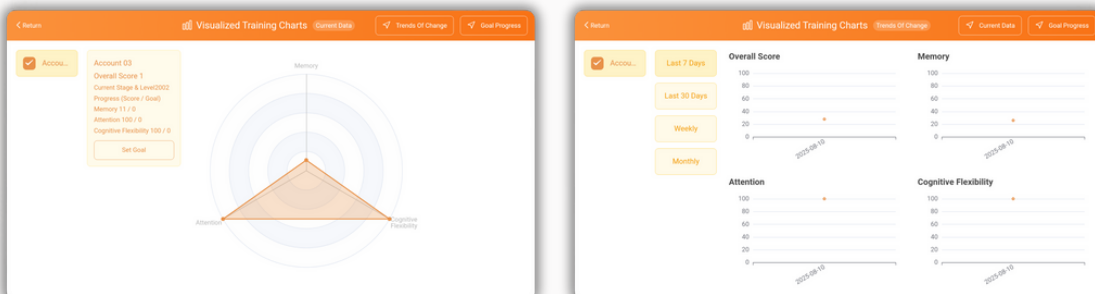 Return
Visualized Training Charts
Current Data
Trends Of Change
Goal Progress
Accou...
Account 03
Overall Score 1
Current Stage & Level2002
Progress (Score / Goal)
Memory 11 / 0
Attention 100 / 0
Cognitive Flexibility 100 / 0
Set Goal
Memory
Attention
Cognitive
Flexibility
Return
Visualized Training Charts
Trends Of Change
Current Data
Goal Progress
Accou...
Last 7 Days
Last 30 Days
Weekly
Monthly
Overall Score
100
80
60
40
20
0
2025-08-10
Memory
100
80
60
40
20
0
2025-08-10
Attention
100
80
60
40
20
0
2025-08-10
Cognitive Flexibility
100
80
60
40
20
0
2025-08-10